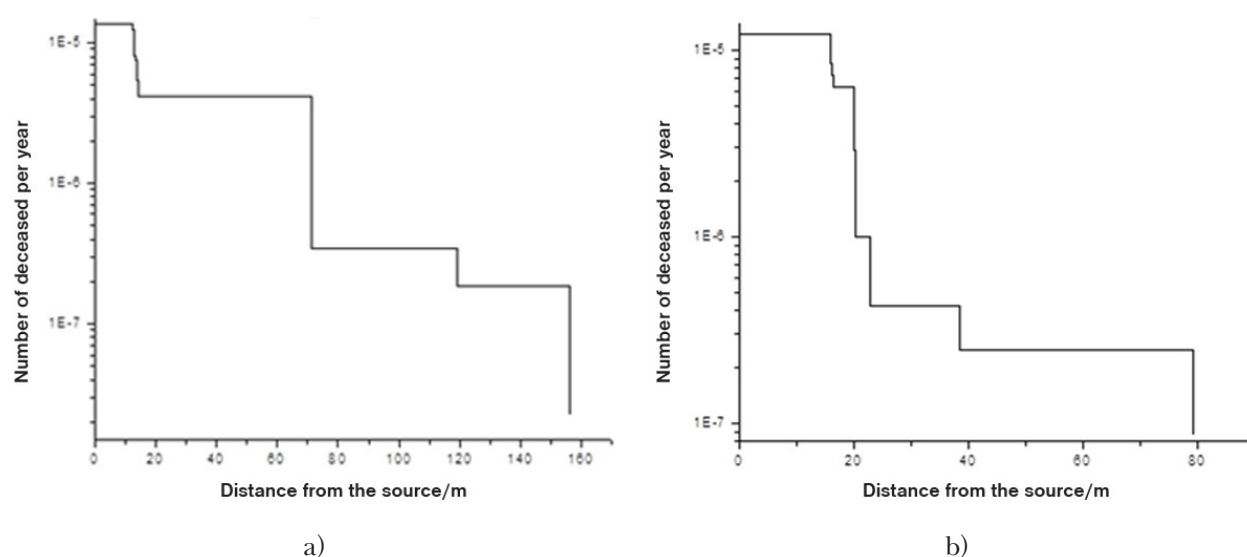 Number of deceased per year
1E-5
1E-6
1E-7
0 20 40 60 80 100 120 140 160
Distance from the source/m
a)
Number of deceased per year
1E-5
1E-6
1E-7
0 20 40 60 80
Distance from the source/m
b)